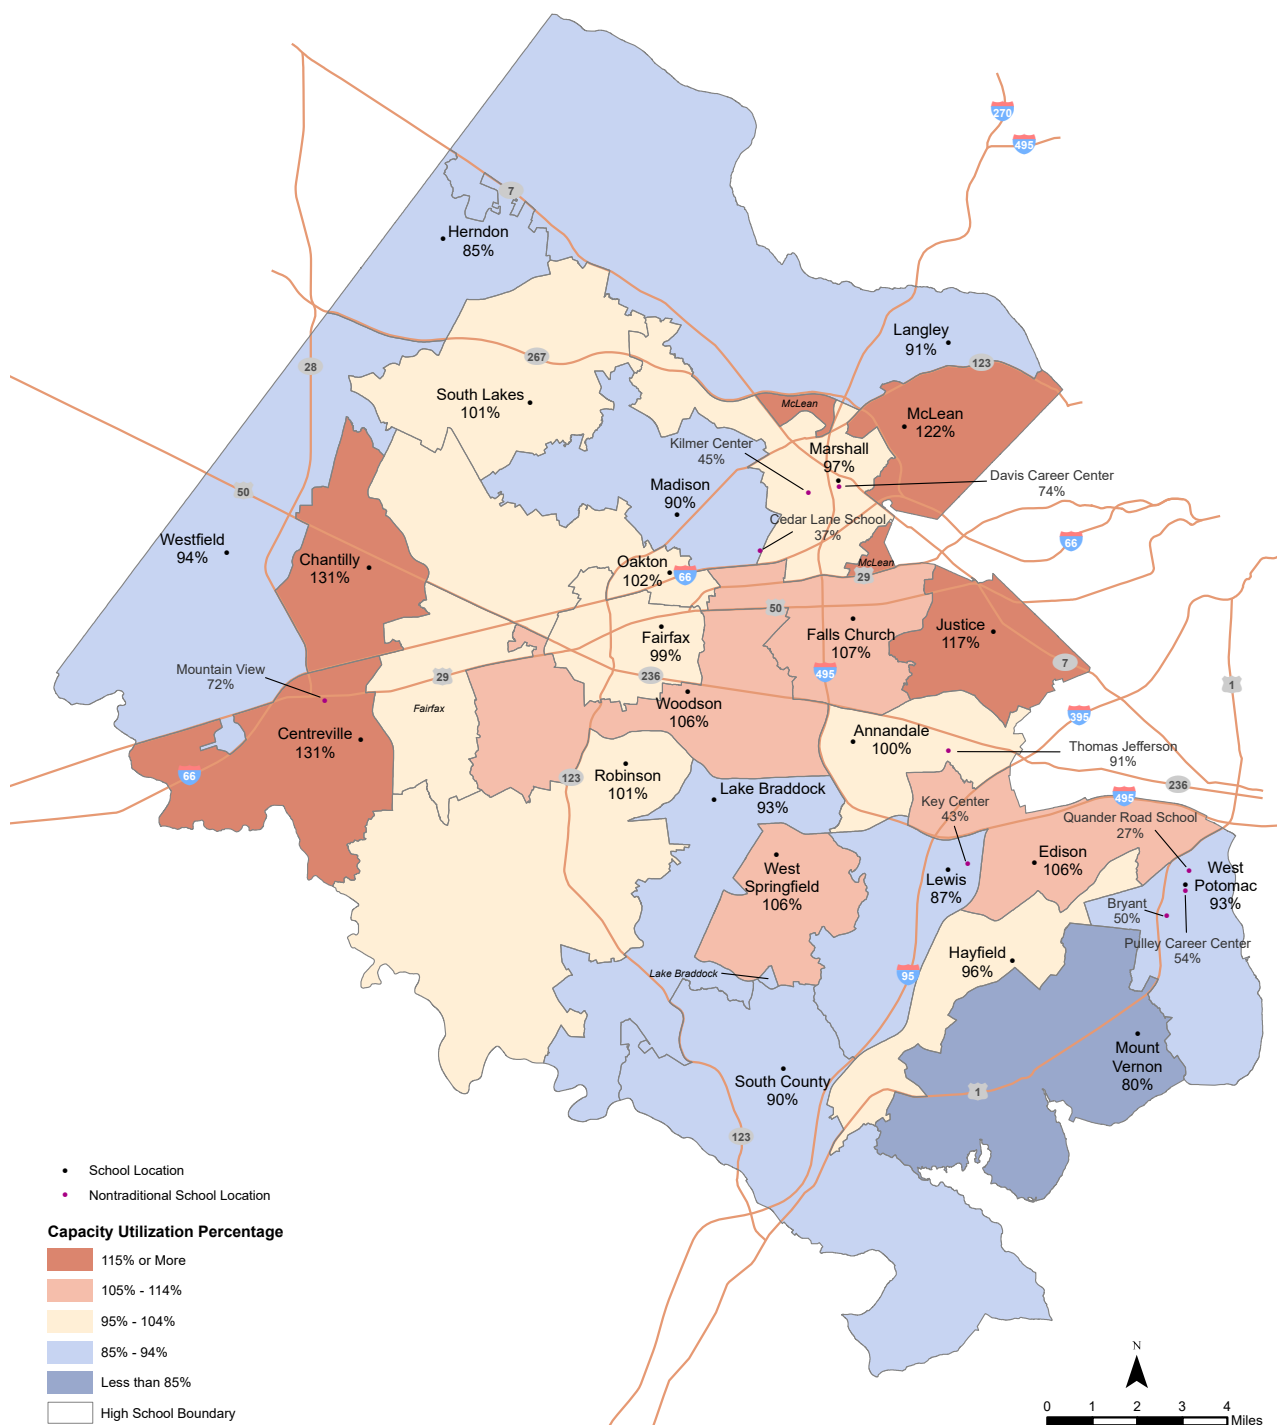 270
495
7
Herndon
85%
Langley
91%
123
267
28
South Lakes
101%
McLean
McLean
122%
Kilmer Center
45%
Marshall
97%
Davis Career Center
74%
50
Madison
90%
Cedar Lane School
37%
Westfield
94%
Chantilly
131%
Oakton
102%
66
66
McLean
29
50
Fairfax
99%
Falls Church
107%
Justice
117%
7
Mountain View
72%
29
236
495
1
Fairfax
Woodson
106%
395
Centreville
131%
Annandale
100%
Thomas Jefferson
91%
66
123
Robinson
101%
Lake Braddock
93%
Key Center
43%
495
236
Quander Road School
27%
West
Springfield
106%
Lewis
87%
Edison
106%
West
Potomac
93%
Bryant
50%
Pulley Career Center
54%
Hayfield
96%
Lake Braddock
95
Mount
Vernon
80%
South County
90%
1
123
School Location
Nontraditional School Location
Capacity Utilization Percentage
115% or More
105% - 114%
95% - 104%
85% - 94%
Less than 85%
High School Boundary
N
0 1 2 3 4
Miles